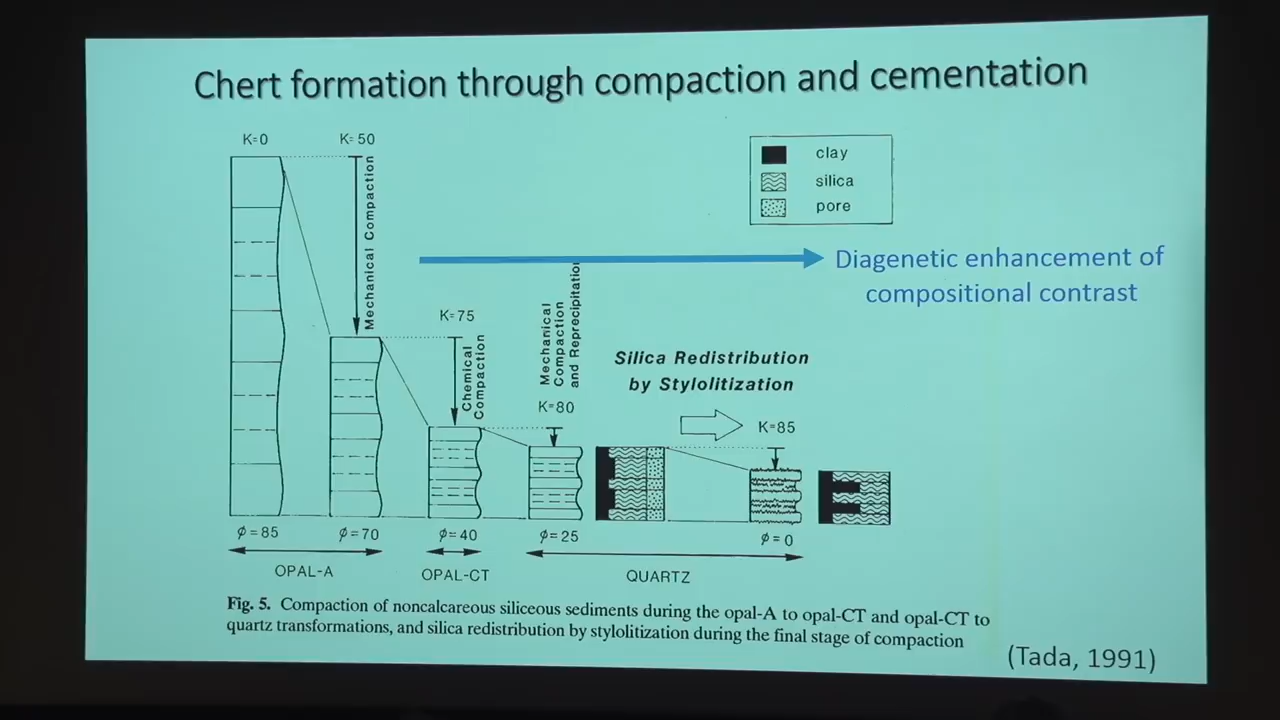 Chert formation through compaction and cementation
K=0
K=50
Mechanical Compaction
clay
silica
pore
Diagenetic enhancement of
compositional contrast
K=75
Chemical
Compaction
Mechanical
Compaction
and Reprecipitation
K=80
Silica Redistribution
by Stylolitization
K=85
Ø=85
Ø=70
Ø=40
Ø=25
Ø=0
OPAL-A
OPAL-CT
QUARTZ
Fig. 5. Compaction of noncalcareous siliceous sediments during the opal-A to opal-CT and opal-CT to
quartz transformations, and silica redistribution by stylolitization during the final stage of compaction
(Tada, 1991)